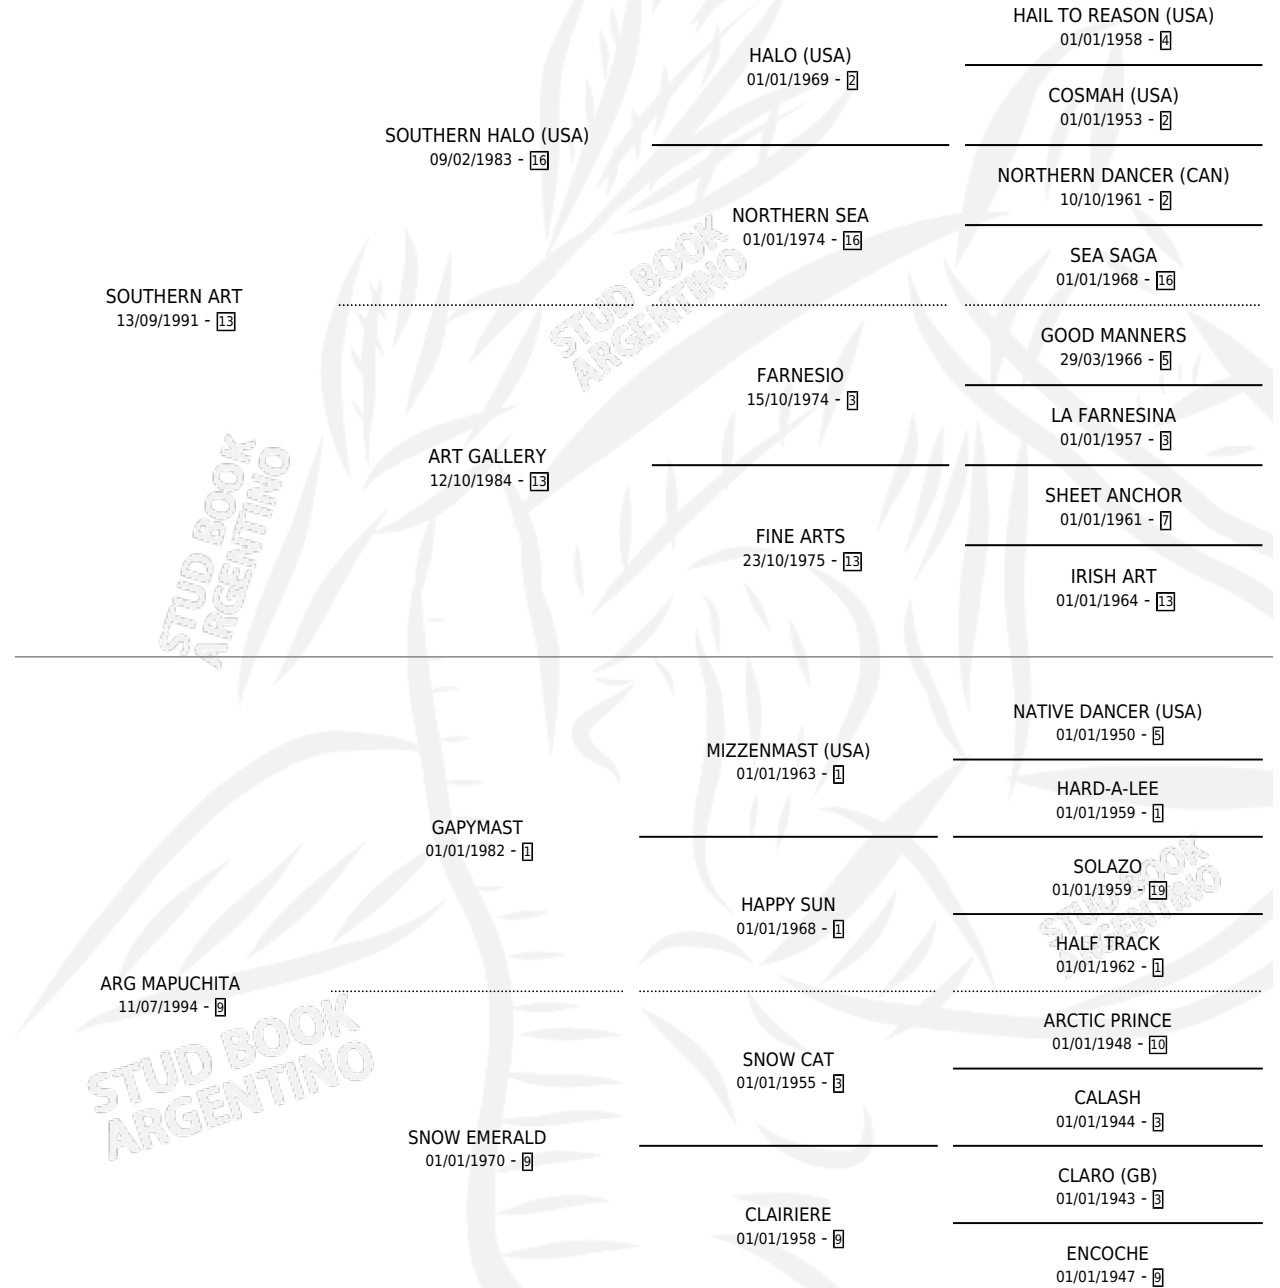 HAIL TO REASON (USA)
01/01/1958 - 4
HALO (USA)
01/01/1969 - 2
COSMAH (USA)
01/01/1953 - 2
SOUTHERN HALO (USA)
09/02/1983 - 16
NORTHERN DANCER (CAN)
10/10/1961 - 2
NORTHERN SEA
01/01/1974 - 16
SEA SAGA
01/01/1968 - 16
SOUTHERN ART
13/09/1991 - 13
GOOD MANNERS
29/03/1966 - 5
FARNESIO
15/10/1974 - 3
LA FARNESINA
01/01/1957 - 3
ART GALLERY
12/10/1984 - 13
SHEET ANCHOR
01/01/1961 - 7
FINE ARTS
23/10/1975 - 13
IRISH ART
01/01/1964 - 13
NATIVE DANCER (USA)
01/01/1950 - 5
MIZZENMAST (USA)
01/01/1963 - 1
HARD-A-LEE
01/01/1959 - 1
GAPYMAST
01/01/1982 - 1
SOLAZO
01/01/1959 - 19
HAPPY SUN
01/01/1968 - 1
HALF TRACK
01/01/1962 - 1
ARG MAPUCHITA
11/07/1994 - 9
ARCTIC PRINCE
01/01/1948 - 10
SNOW CAT
01/01/1955 - 3
CALASH
01/01/1944 - 3
SNOW EMERALD
01/01/1970 - 9
CLARO (GB)
01/01/1943 - 3
CLAIRIERE
01/01/1958 - 9
ENCOCHE
01/01/1947 - 9
STUD BOOK
ARGENTINO
STUD BOOK
ARGENTINO
STUD BOOK
ARGENTINO
STUD BOOK
ARGENTINO